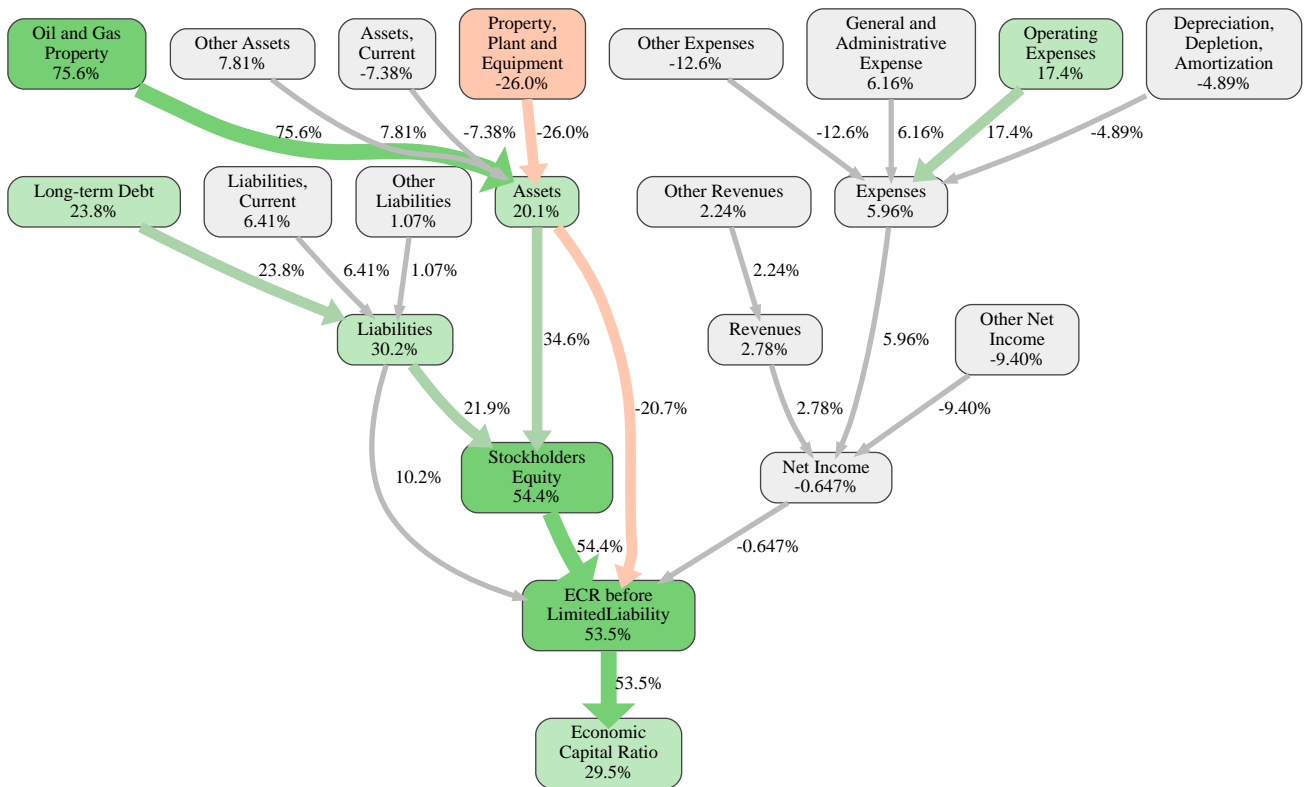 Oil and Gas
Property
75.6%
Other Assets
7.81%
Assets,
Current
-7.38%
Property,
Plant and
Equipment
-26.0%
Other Expenses
-12.6%
General and
Administrative
Expense
6.16%
Operating
Expenses
17.4%
Depreciation,
Depletion,
Amortization
-4.89%
75.6%
7.81%
-7.38%
-26.0%
-12.6%
6.16%
17.4%
-4.89%
Long-term Debt
23.8%
Liabilities,
Current
6.41%
Other
Liabilities
1.07%
Assets
20.1%
Other Revenues
2.24%
Expenses
5.96%
23.8%
6.41%
1.07%
2.24%
Liabilities
30.2%
34.6%
Revenues
2.78%
5.96%
Other Net
Income
-9.40%
21.9%
-20.7%
2.78%
-9.40%
10.2%
Stockholders
Equity
54.4%
Net Income
-0.647%
54.4%
-0.647%
ECR before
LimitedLiability
53.5%
53.5%
Economic
Capital Ratio
29.5%